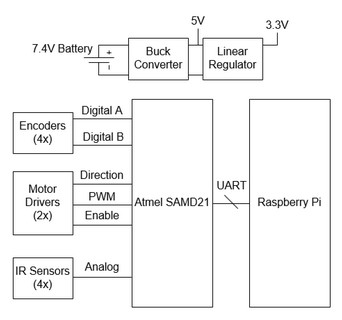 5V
3.3V
7.4V Battery
+
Buck
Converter
Linear
Regulator
Encoders
(4x)
Digital A
Digital B
Motor
Drivers
(2x)
Direction
PWM
Enable
IR Sensors
(4x)
Analog
Atmel SAMD21
UART
Raspberry Pi